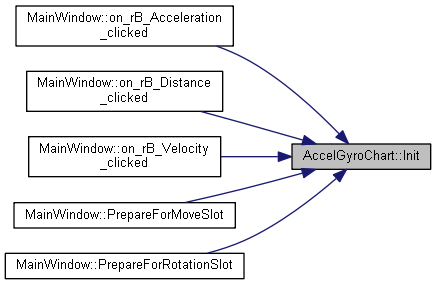 MainWindow::on_rB_Acceleration
_clicked
MainWindow::on_rB_Distance
_clicked
MainWindow::on_rB_Velocity
_clicked
AccelGyroChart::Init
MainWindow::PrepareForMoveSlot
MainWindow::PrepareForRotationSlot